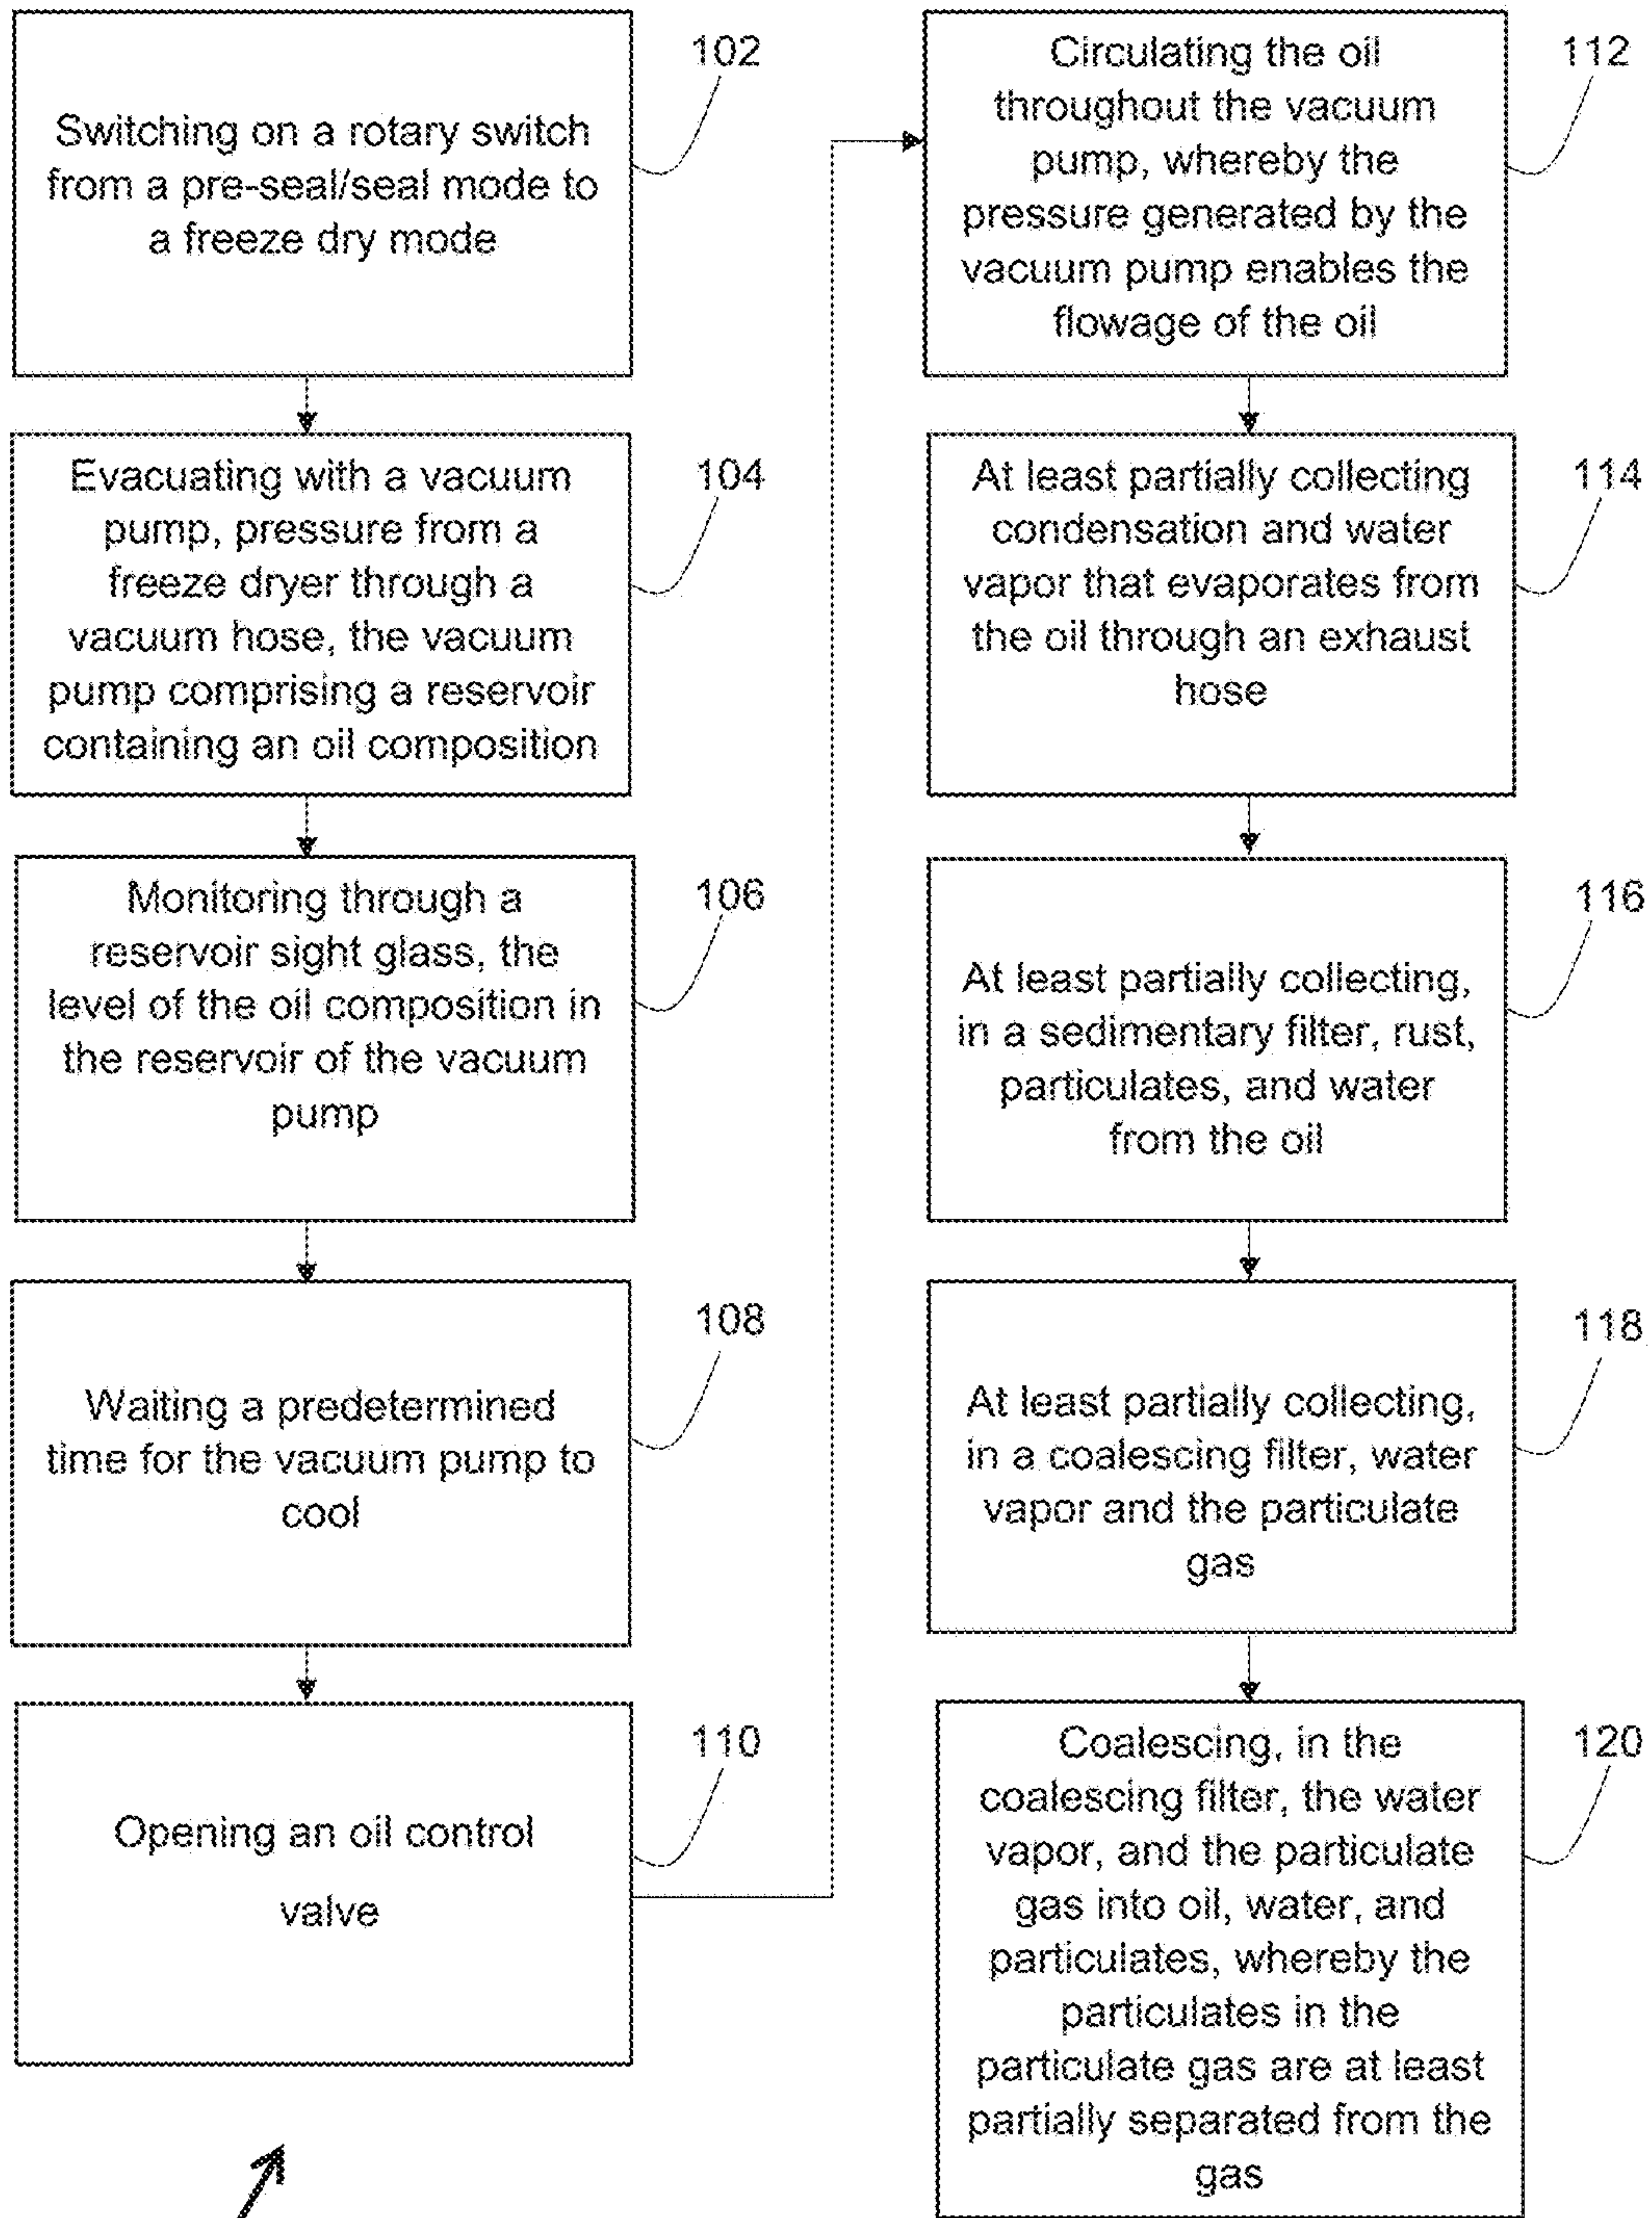 102
Switching on a rotary switch
from a pre-seal/seal mode to
a freeze dry mode
104
Evacuating with a vacuum
pump, pressure from a
freeze dryer through a
vacuum hose, the vacuum
pump comprising a reservoir
containing an oil composition
106
Monitoring through a
reservoir sight glass, the
level of the oil composition in
the reservoir of the vacuum
pump
108
Waiting a predetermined
time for the vacuum pump to
cool
110
Opening an oil control
valve
112
Circulating the oil
throughout the vacuum
pump, whereby the
pressure generated by the
vacuum pump enables the
flowage of the oil
114
At least partially collecting
condensation and water
vapor that evaporates from
the oil through an exhaust
hose
116
At least partially collecting,
in a sedimentary filter, rust,
particulates, and water
from the oil
118
At least partially collecting,
in a coalescing filter, water
vapor and the particulate
gas
120
Coalescing, in the
coalescing filter, the water
vapor, and the particulate
gas into oil, water, and
particulates, whereby the
particulates in the
particulate gas are at least
partially separated from the
gas